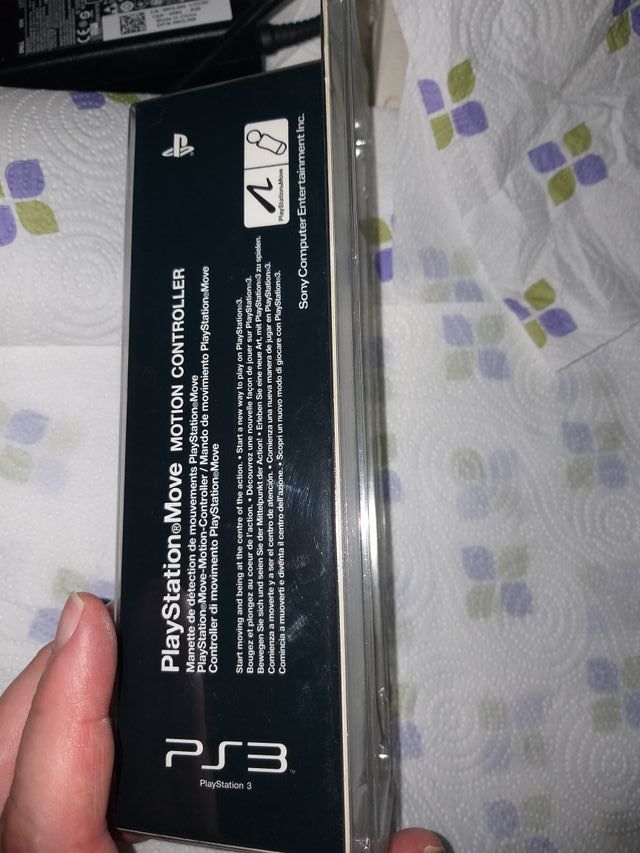 PlayStation®Move MOTION CONTROLLER
Manette de détection de mouvements PlayStation®Move
PlayStation®Move-Motion-Controller / Mando de movimiento PlayStation®Move
Controller di movimento PlayStation®Move
Start moving and being at the centre of the action. • Start a new way to play on PlayStation®3.
Bougez et plongez au coeur de l'action. • Découvrez une nouvelle façon de jouer sur PlayStation®3.
Bewegen Sie sich und seien Sie der Mittelpunkt der Action! • Erleben Sie eine neue Art, mit PlayStation®3 zu spielen.
Comienza a moverte y a ser el centro de atención. • Comienza una nueva manera de jugar en PlayStation®3.
Comincia a muoverti e diventa il centro dell'azione. • Scopri un nuovo modo di giocare con PlayStation®3.
PlayStation®Move
Sony Computer Entertainment Inc.
PS3™
PlayStation 3
DELL